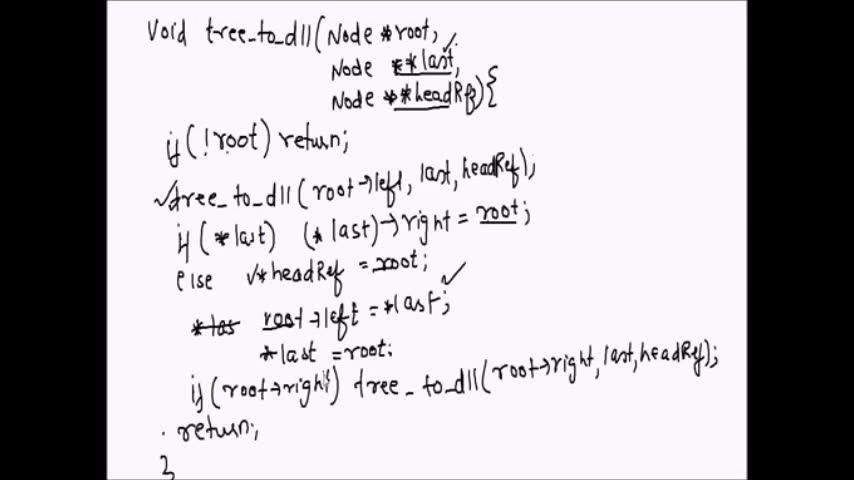 void tree_to_dll(Node *root,
Node **last,
Node **headRef){
if(!root) return;
tree_to_dll(root->left, last, headRef);
if(*last) (*last)->right = root;
else *headRef = root;
*las root->left = *last;
*last = root;
if(root->right) tree_to_dll(root->right, last, headRef);
return;
}